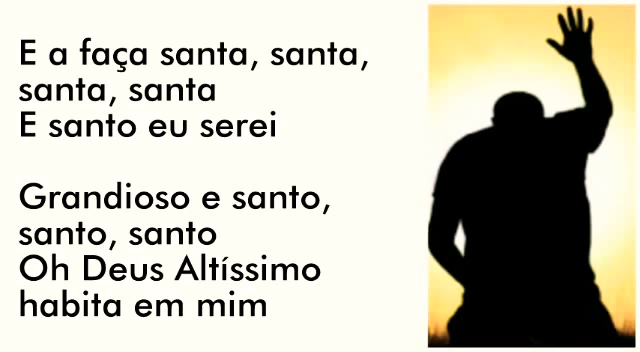 E a faça santa, santa,
santa, santa
E santo eu serei
Grandioso e santo,
santo, santo
Oh Deus Altíssimo
habita em mim